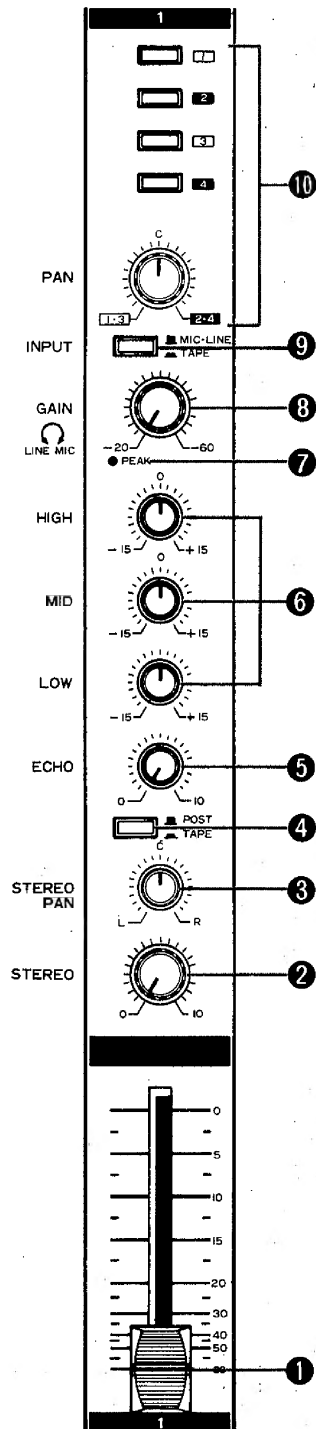 1
1
2
3
4
10
C
PAN
1•3 2•4
INPUT MIC-LINE 9
TAPE
GAIN 8
LINE MIC -20 -60
PEAK 7
0
HIGH
-15 +15
0
MID 6
-15 +15
LOW
-15 +15
ECHO 5
0 10
POST 4
TAPE
C
STEREO 3
PAN
L R
STEREO 2
0 10
0
5
10
15
20
30
40
50
1
1